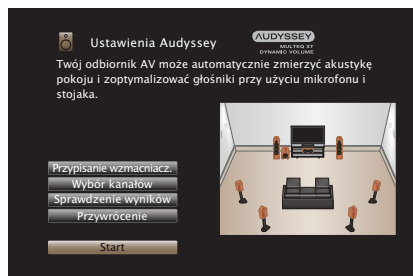 Ustawienia Audyssey
AUDYSSEY
MULTEQ XT
DYNAMIC VOLUME
Twój odbiornik AV może automatycznie zmierzyć akustykę
pokoju i zoptymalizować głośniki przy użyciu mikrofonu i
stojaka.
Przypisanie wzmacniacz.
Wybór kanałów
Sprawdzenie wyników
Przywrócenie
Start